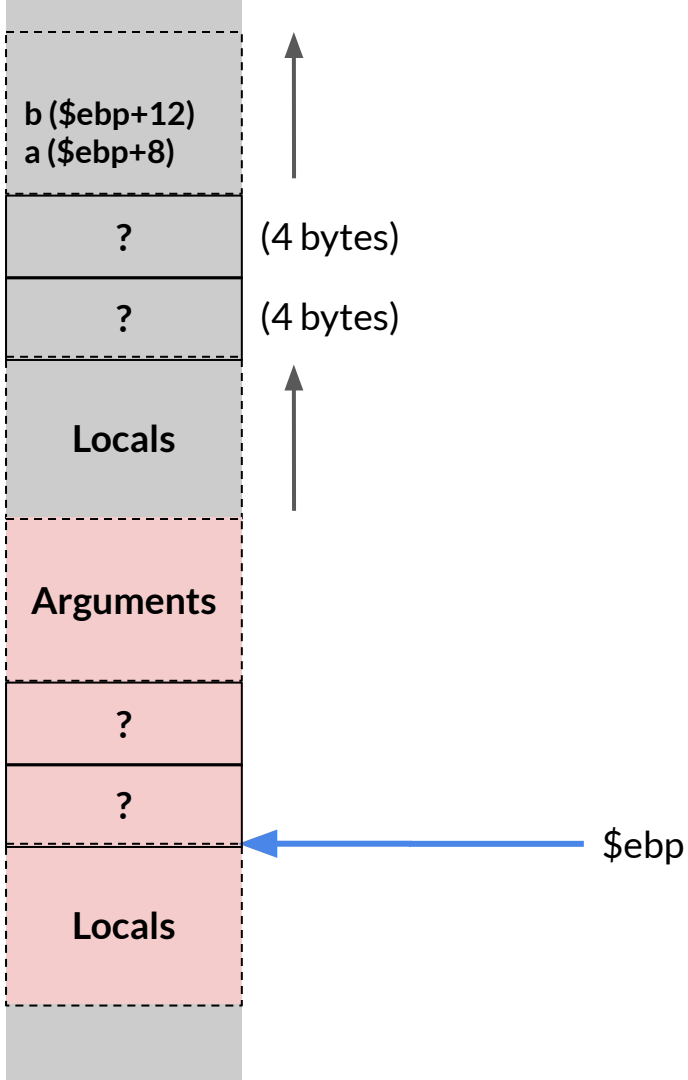 b ($ebp+12)
a ($ebp+8)
? (4 bytes)
? (4 bytes)
Locals
Arguments
?
?
$ebp
Locals